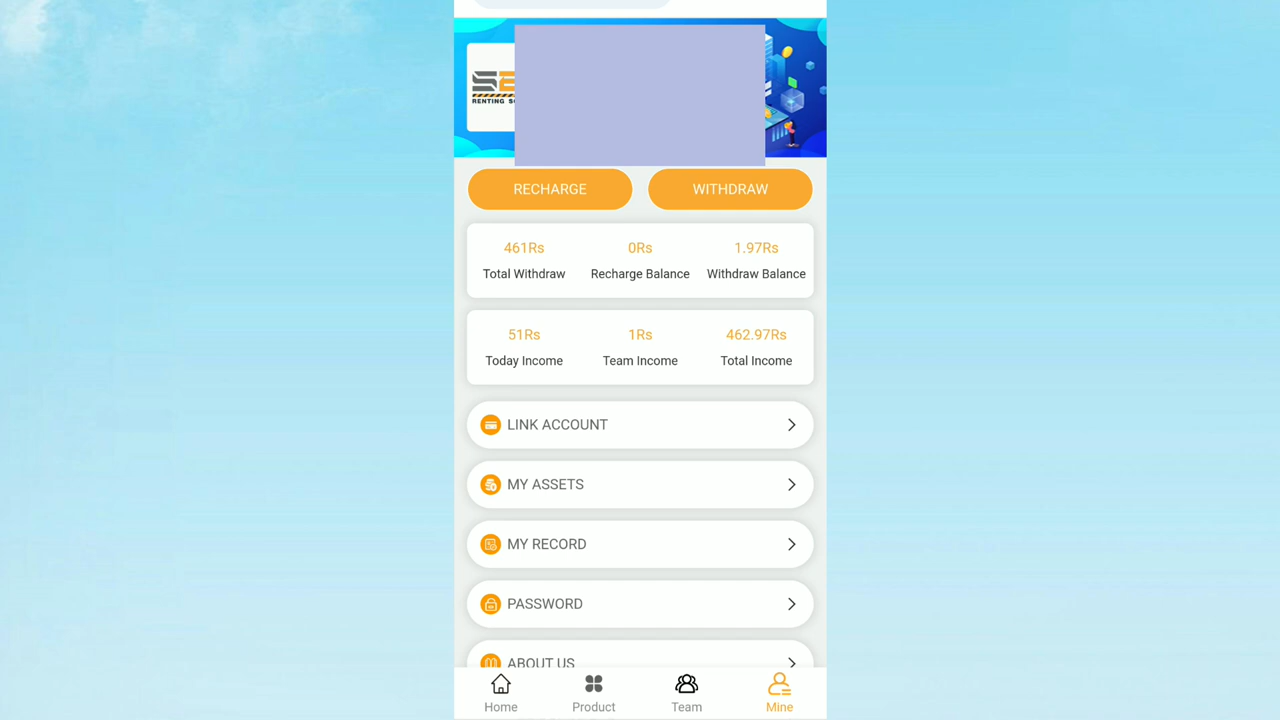 RENTING
RECHARGE
WITHDRAW
461Rs
0Rs
1.97Rs
Total Withdraw
Recharge Balance
Withdraw Balance
51Rs
1Rs
462.97Rs
Today Income
Team Income
Total Income
LINK ACCOUNT
MY ASSETS
MY RECORD
PASSWORD
ABOUT US
Home
Product
Team
Mine